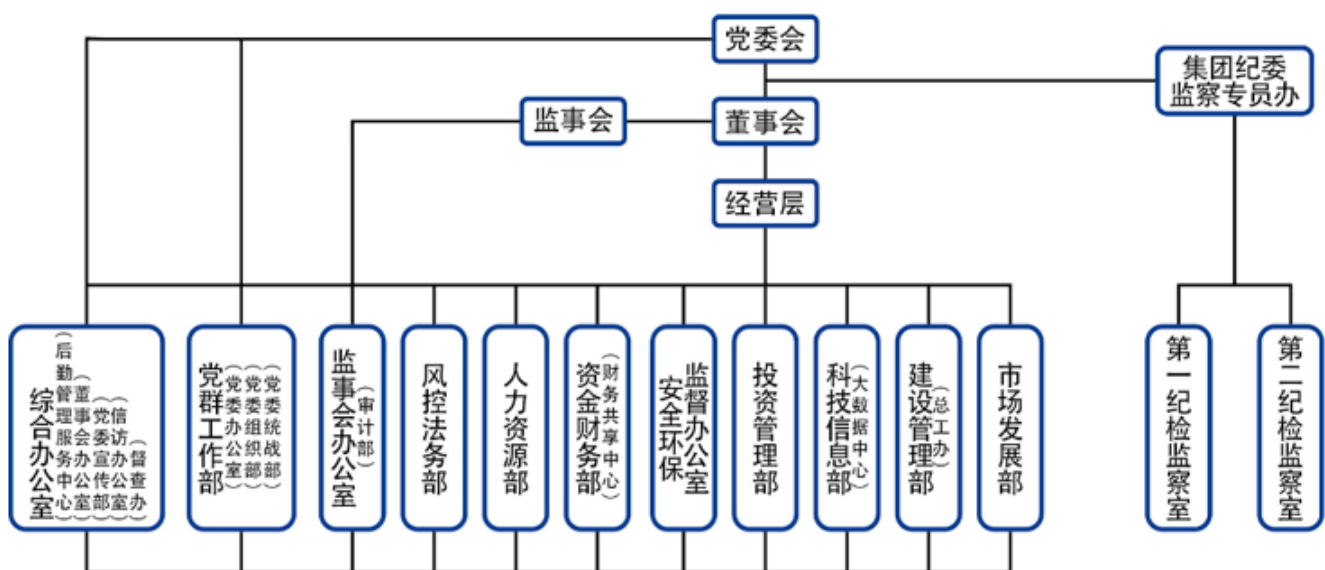 党委会
集团纪委
监察专员办
监事会
董事会
经营层
综合办公室
(后勤管理服务中心)
(董事会办公室)
(党委宣传部)
(信访办公室)
(督查办)
党群工作部
(党委办公室)
(党委组织部)
(党委统战部)
监事会办公室
(审计部)
风控法务部
人力资源部
资金财务部
(财务共享中心)
安全环保
监督办公室
投资管理部
科技信息部
(大数据中心)
建设管理部
(总工办)
市场发展部
第一纪检监察室
第二纪检监察室